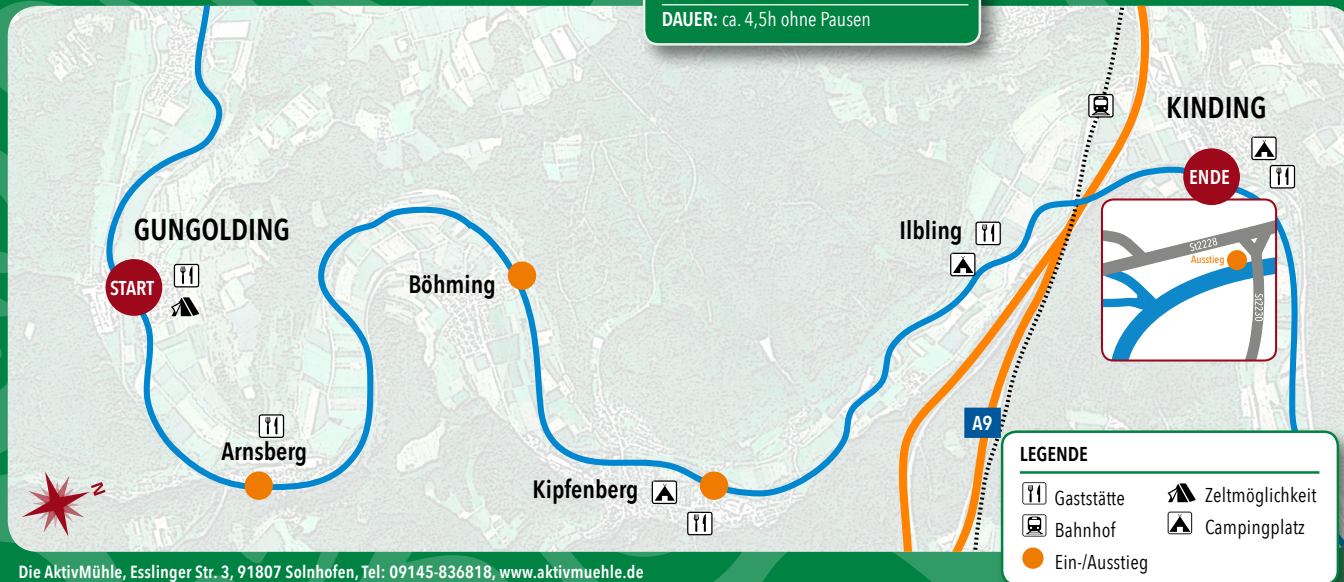 DAUER: ca. 4,5h ohne Pausen
KINDING
ENDE
GUNGOLDING
START
Ilbling
St2228
Ausstieg
St2230
Böhming
Arnsberg
A9
Kipfenberg
N
LEGENDE
Gaststätte
Zeltmöglichkeit
Bahnhof
Campingplatz
Ein-/Ausstieg
Die AktivMühle, Esslinger Str. 3, 91807 Solnhofen, Tel: 09145-836818, www.aktivmuehle.de